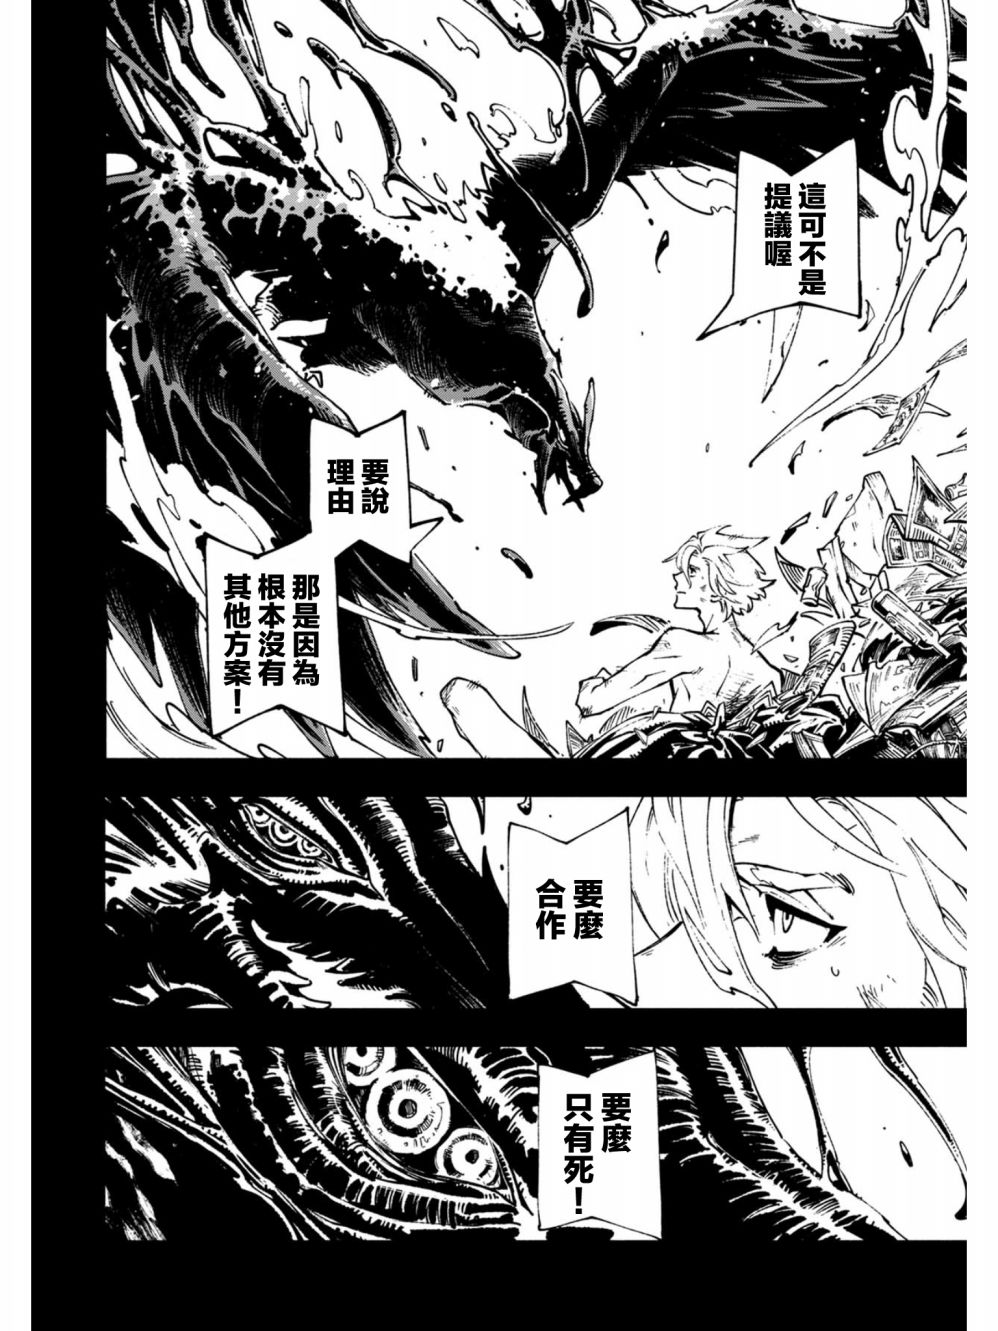 這可不是
提議喔
要說
理由
那是因為
根本沒有
其他方案！
要麼
合作
要麼
只有死！